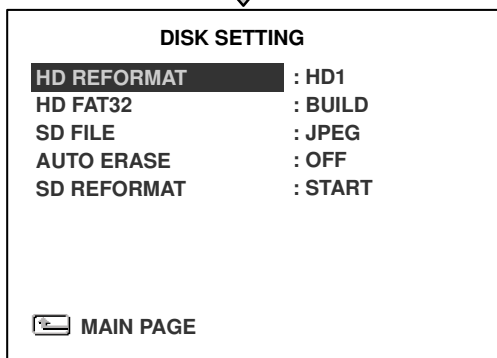 DISK SETTING
HD REFORMAT : HD1
HD FAT32 : BUILD
SD FILE : JPEG
AUTO ERASE : OFF
SD REFORMAT : START
MAIN PAGE